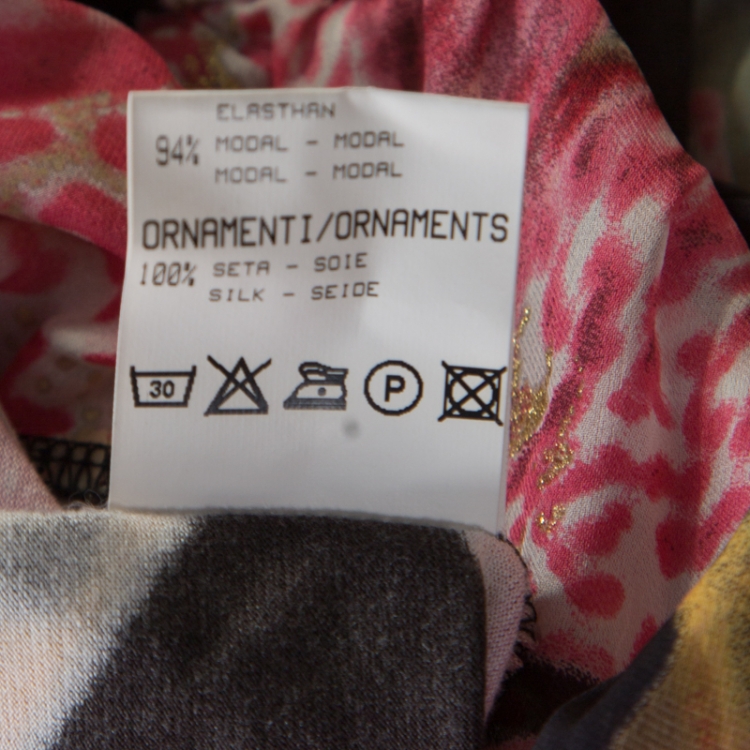 ELASTHAN
94% MODAL - MODAL
MODAL - MODAL
ORNAMENTI/ORNAMENTS
100% SETA - SOIE
SILK - SEIDE
30 P